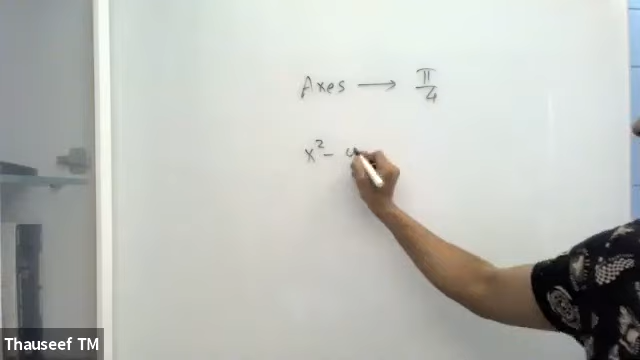 Axes → π/4
x² -
Thauseef TM